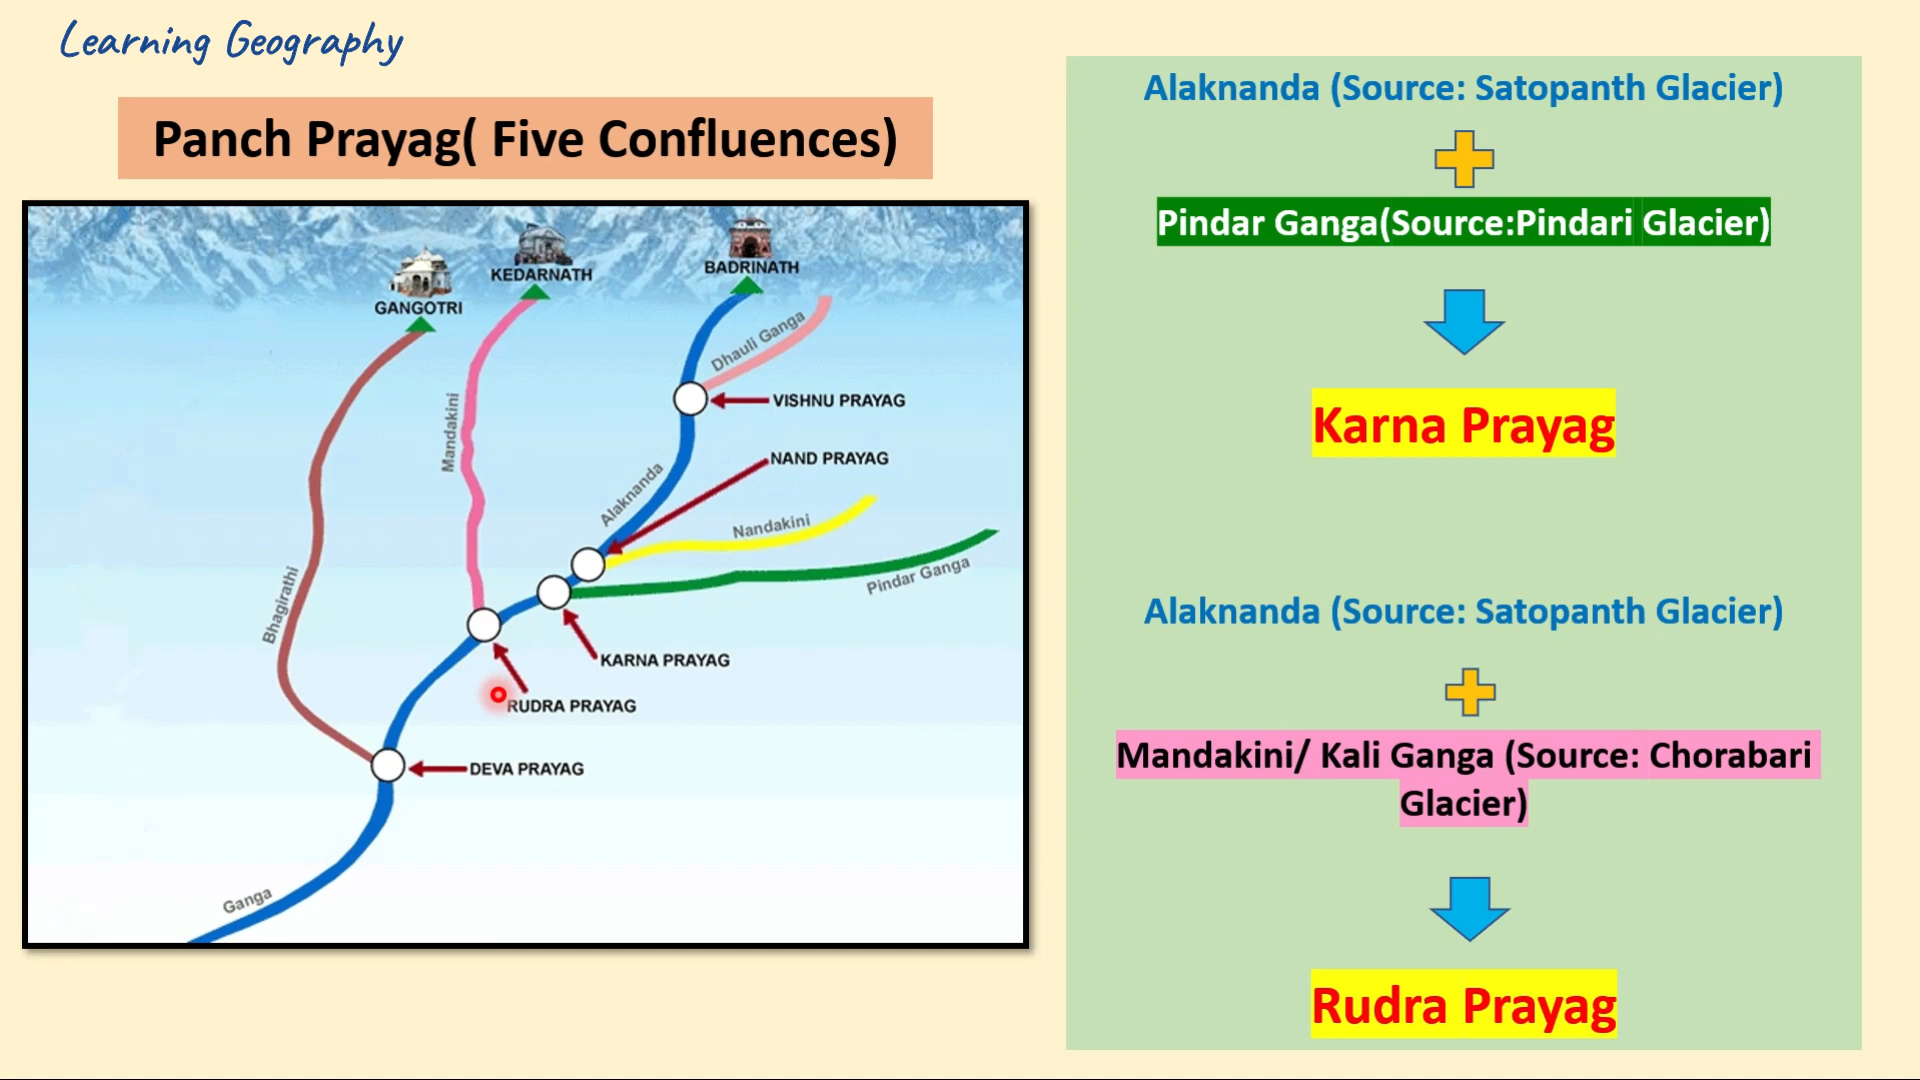 Learning Geography
Panch Prayag( Five Confluences)
GANGOTRI
KEDARNATH
BADRINATH
Dhauli Ganga
VISHNU PRAYAG
Mandakini
NAND PRAYAG
Alaknanda
Nandakini
Pindar Ganga
Bhagirathi
KARNA PRAYAG
RUDRA PRAYAG
DEVA PRAYAG
Ganga
Alaknanda (Source: Satopanth Glacier)
Pindar Ganga(Source:Pindari Glacier)
Karna Prayag
Alaknanda (Source: Satopanth Glacier)
Mandakini/ Kali Ganga (Source: Chorabari
Glacier)
Rudra Prayag